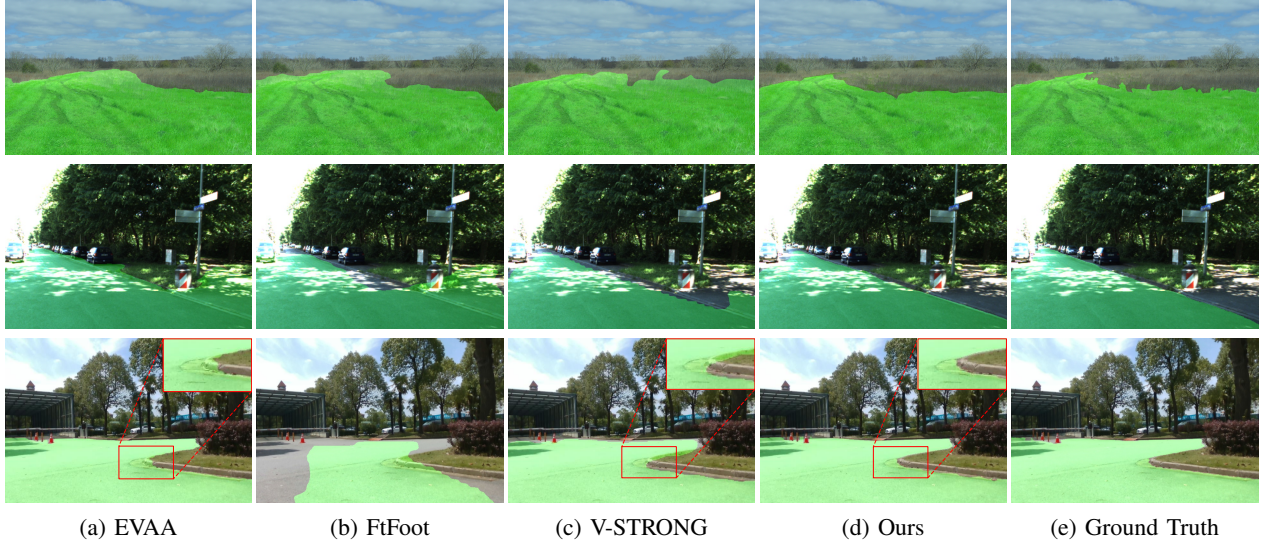 (a) EVAA
(b) FtFoot
(c) V-STRONG
(d) Ours
(e) Ground Truth